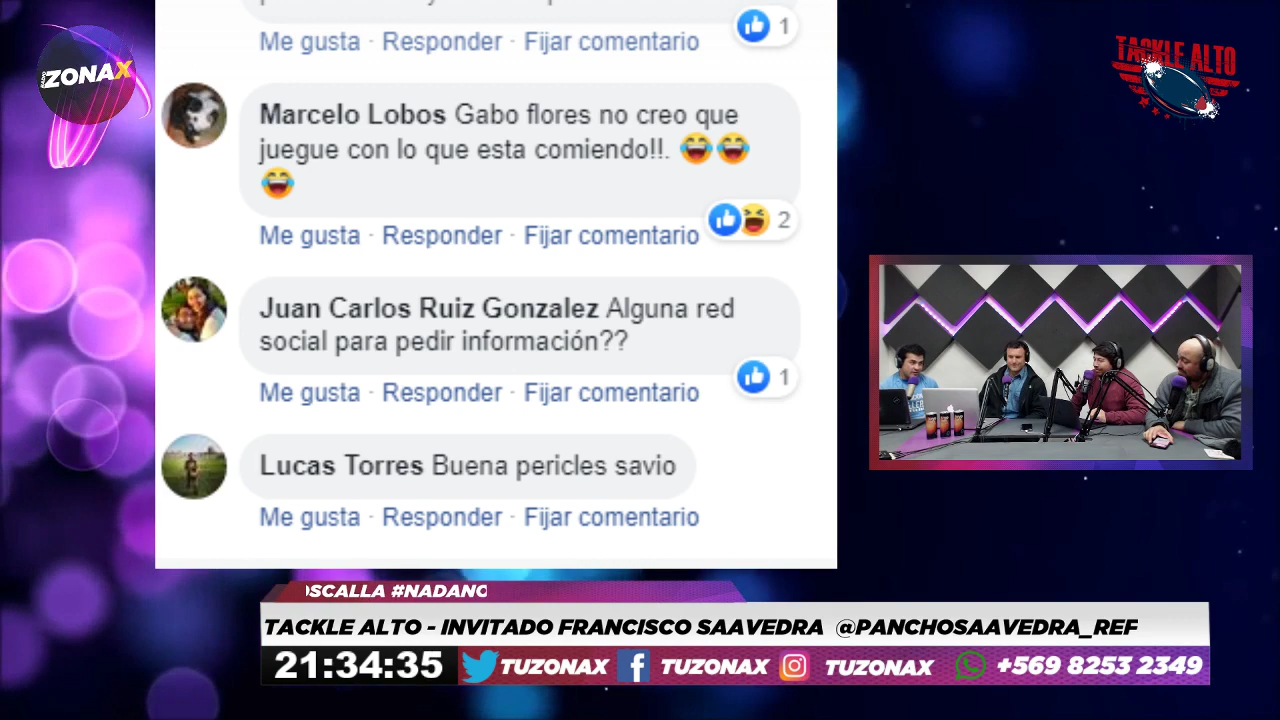 Me gusta · Responder · Fijar comentario
1
ZONAX
TACKLE ALTO
Marcelo Lobos Gabo flores no creo que
juegue con lo que esta comiendo!!. 😂😂
😂
Me gusta · Responder · Fijar comentario
2
Juan Carlos Ruiz Gonzalez Alguna red
social para pedir información??
Me gusta · Responder · Fijar comentario
1
Lucas Torres Buena pericles savio
Me gusta · Responder · Fijar comentario
OSCALLA #NADANO
TACKLE ALTO - INVITADO FRANCISCO SAAVEDRA @PANCHOSAAVEDRA_REF
21:34:35 TUZONAX TUZONAX TUZONAX +569 8253 2349